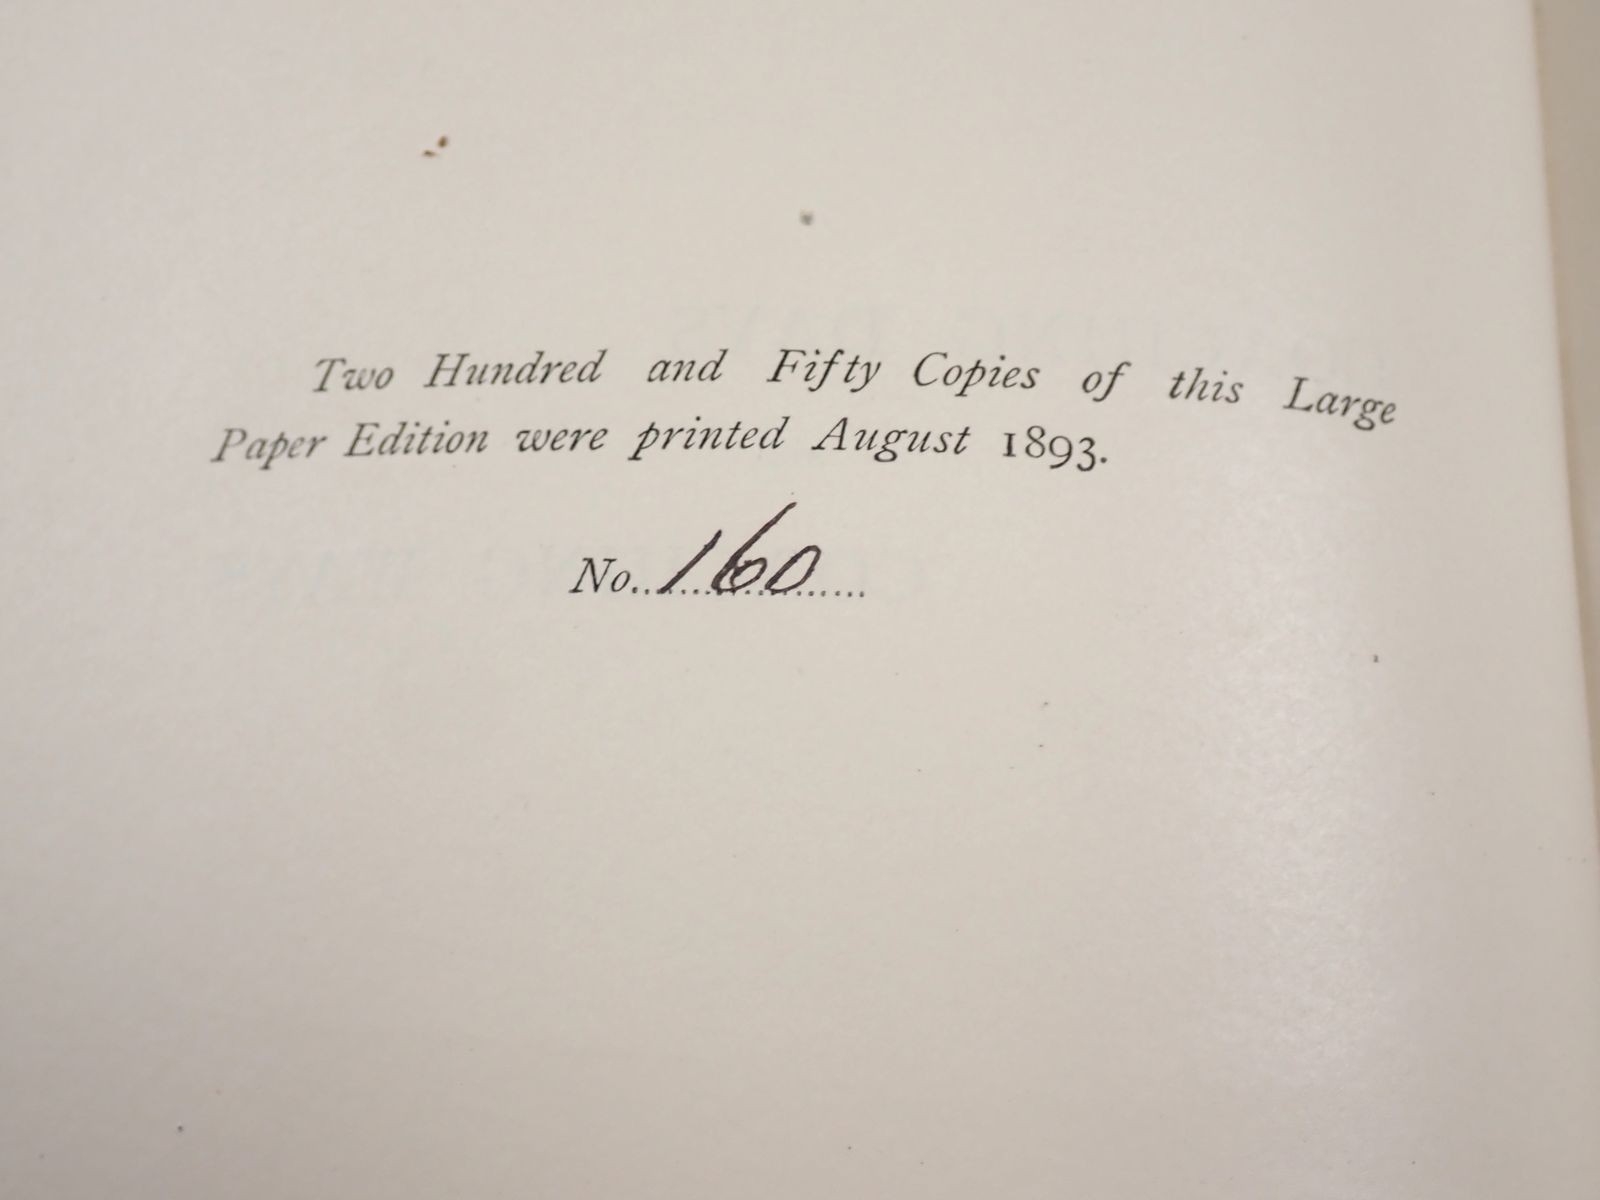 Two Hundred and Fifty Copies of this Large
Paper Edition were printed August 1893.
No..160......